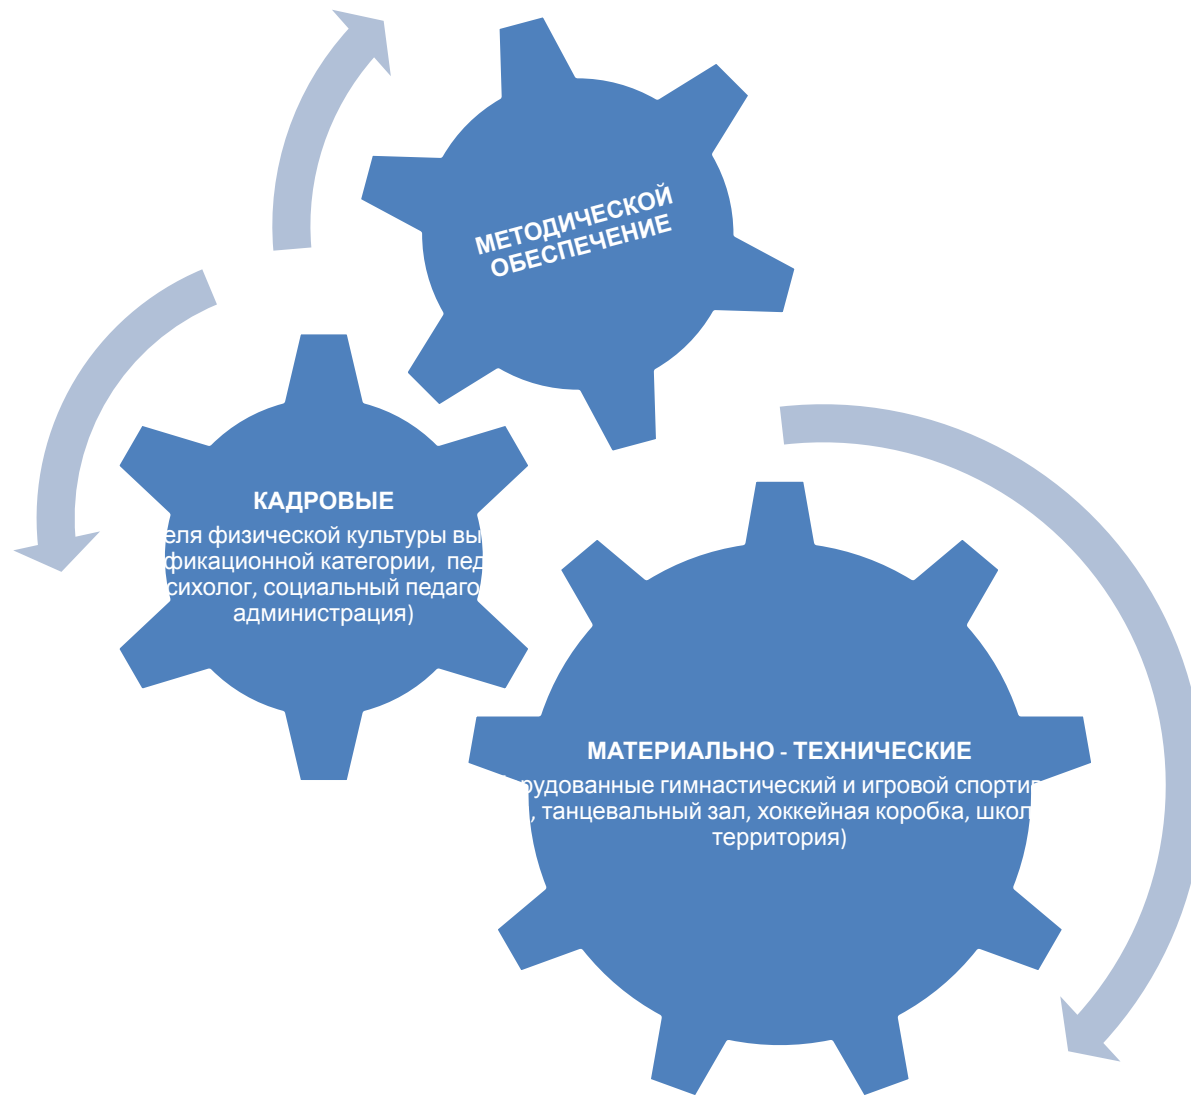 МЕТОДИЧЕСКОЙ
ОБЕСПЕЧЕНИЕ
КАДРОВЫЕ
еля физической культуры вы
фикационной категории, пед
сихолог, социальный педаго
администрация)
МАТЕРИАЛЬНО - ТЕХНИЧЕСКИЕ
рудованные гимнастический и игровой спортив
, танцевальный зал, хоккейная коробка, школ
территория)